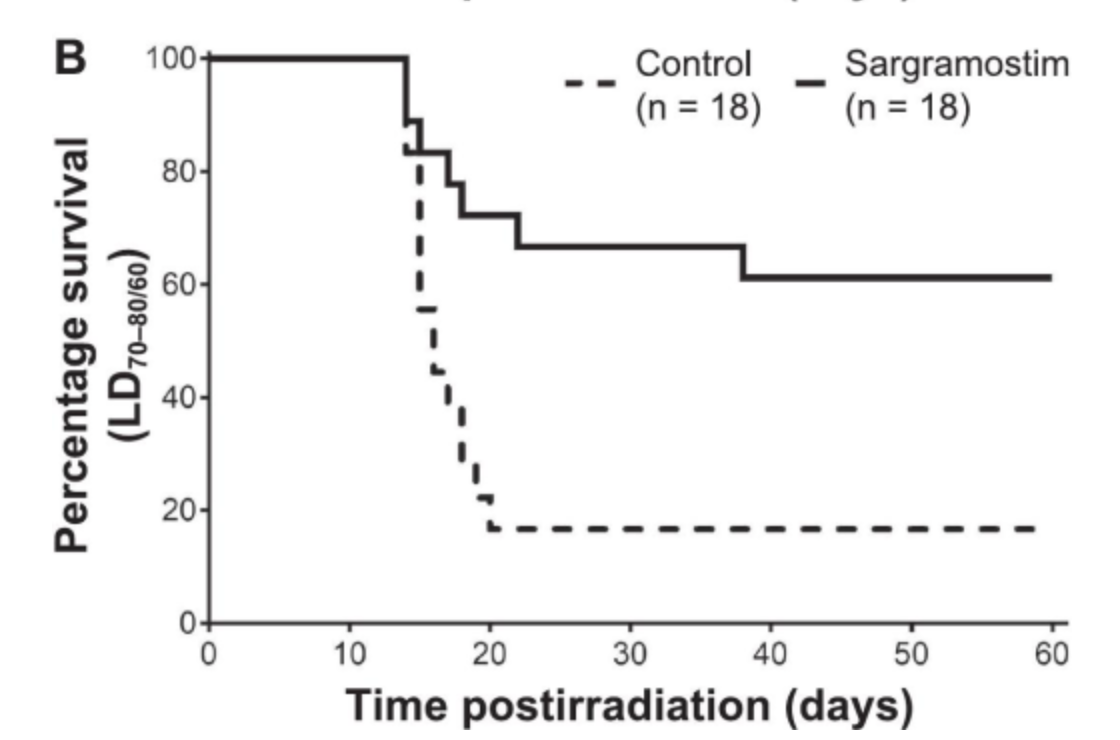 B
Control
(n = 18)
Sargramostim
(n = 18)
Percentage survival
(LD70–80/60)
100
80
60
40
20
0
0 10 20 30 40 50 60
Time postirradiation (days)